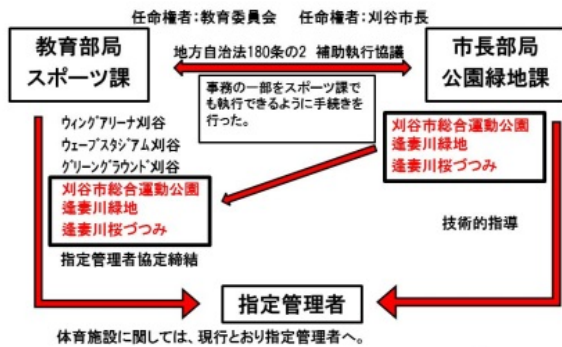 任命権者：教育委員会　任命権者：刈谷市長
教育部局
スポーツ課
地方自治法180条の2　補助執行協議
市長部局
公園緑地課
事務の一部をスポーツ課で
も執行できるように手続きを
行った。
ウィングアリーナ刈谷
ウェーブスタジアム刈谷
グリーングラウンド刈谷
刈谷市総合運動公園
逢妻川緑地
逢妻川桜づつみ
刈谷市総合運動公園
逢妻川緑地
逢妻川桜づつみ
指定管理者協定締結
技術的指導
指定管理者
体育施設に関しては、現行とおり指定管理者へ。